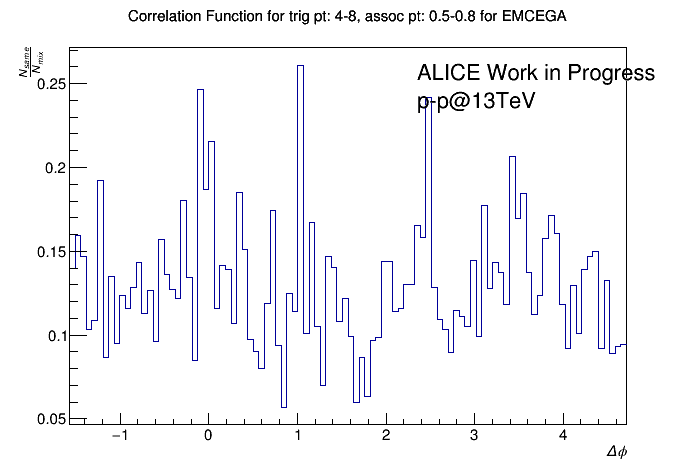 Correlation Function for trig pt: 4-8, assoc pt: 0.5-0.8 for EMCEGA
N_same
N_mix
ALICE Work in Progress
p-p@13TeV
0.25
0.2
0.15
0.1
0.05
−1 0 1 2 3 4
Δϕ